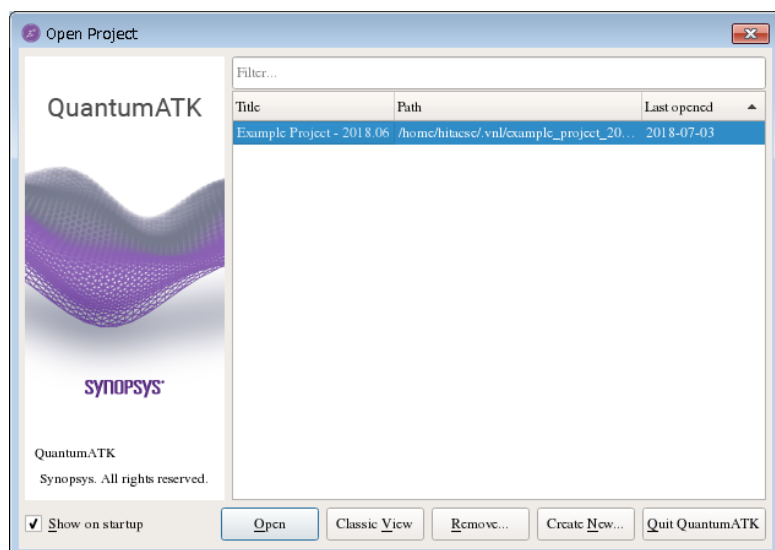 Open Project
QuantumATK
SYNOPSYS®
QuantumATK
Synopsys. All rights reserved.
Filter...
Title Path Last opened
Example Project - 2018.06 /home/hitacse/.vnl/example_project_20... 2018-07-03
Show on startup Open Classic View Remove... Create New... Quit QuantumATK